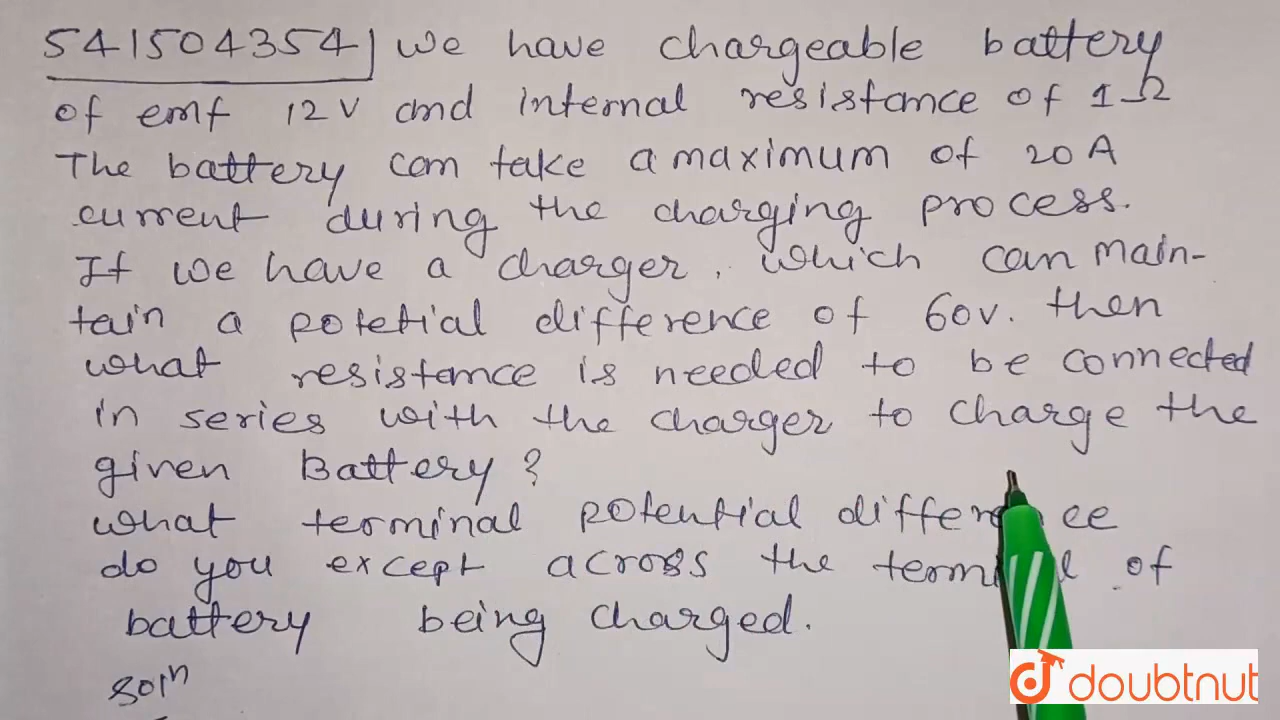 541504354] we have chargeable battery
of emf 12V and internal resistance of 1Ω
The battery can take a maximum of 20A
current during the charging process.
If we have a charger, which can main-
tain a potetial difference of 60v. then
what resistance is needed to be connected
in series with the charger to charge the
given Battery?
what terminal potential difference
do you except across the terminal of
battery being charged.
Solⁿ
doubtnut